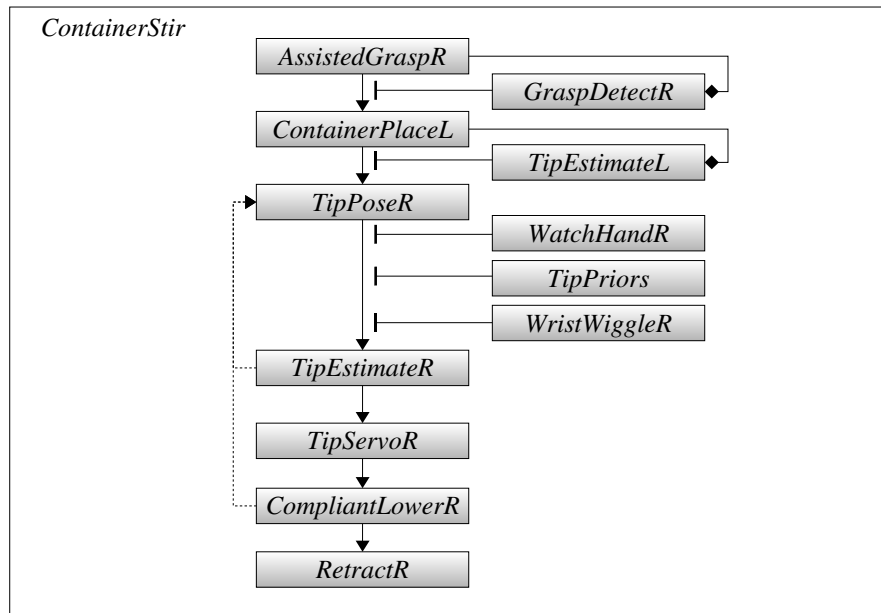 ContainerStir
AssistedGraspR
GraspDetectR
ContainerPlaceL
TipEstimateL
TipPoseR
WatchHandR
TipPriors
WristWiggleR
TipEstimateR
TipServoR
CompliantLowerR
RetractR